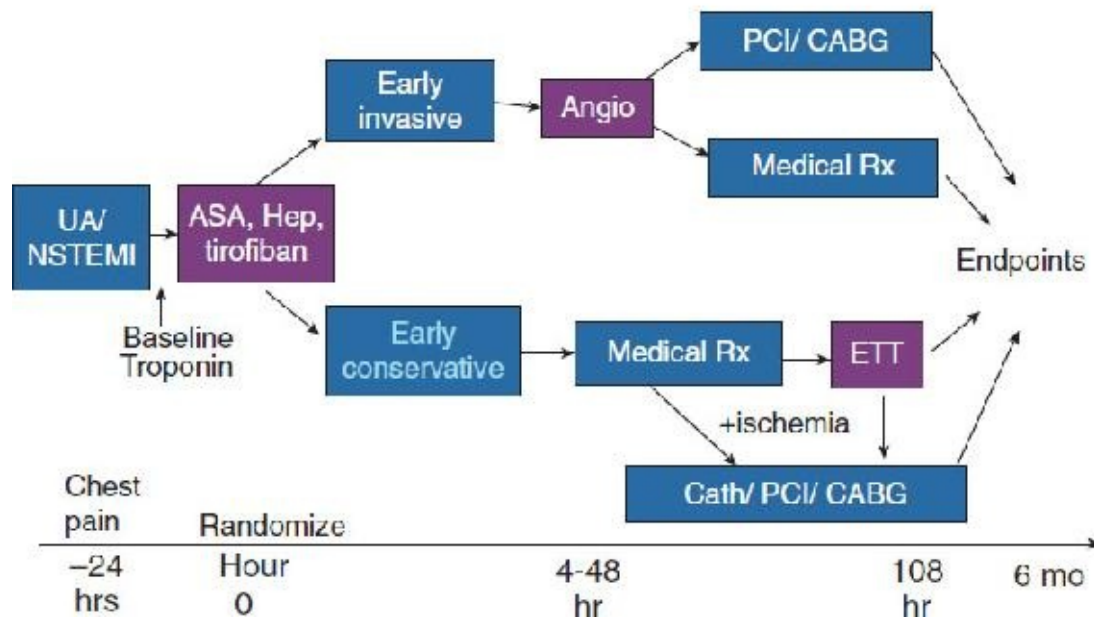 PCI/ CABG
Early
invasive
Angio
Medical Rx
UA/
NSTEMI
ASA, Hep,
tirofiban
Endpoints
Baseline
Troponin
Early
conservative
Medical Rx
ETT
+ischemia
Cath/ PCI/ CABG
Chest
pain
Randomize
–24
hrs
Hour
0
4-48
hr
108
hr
6 mo